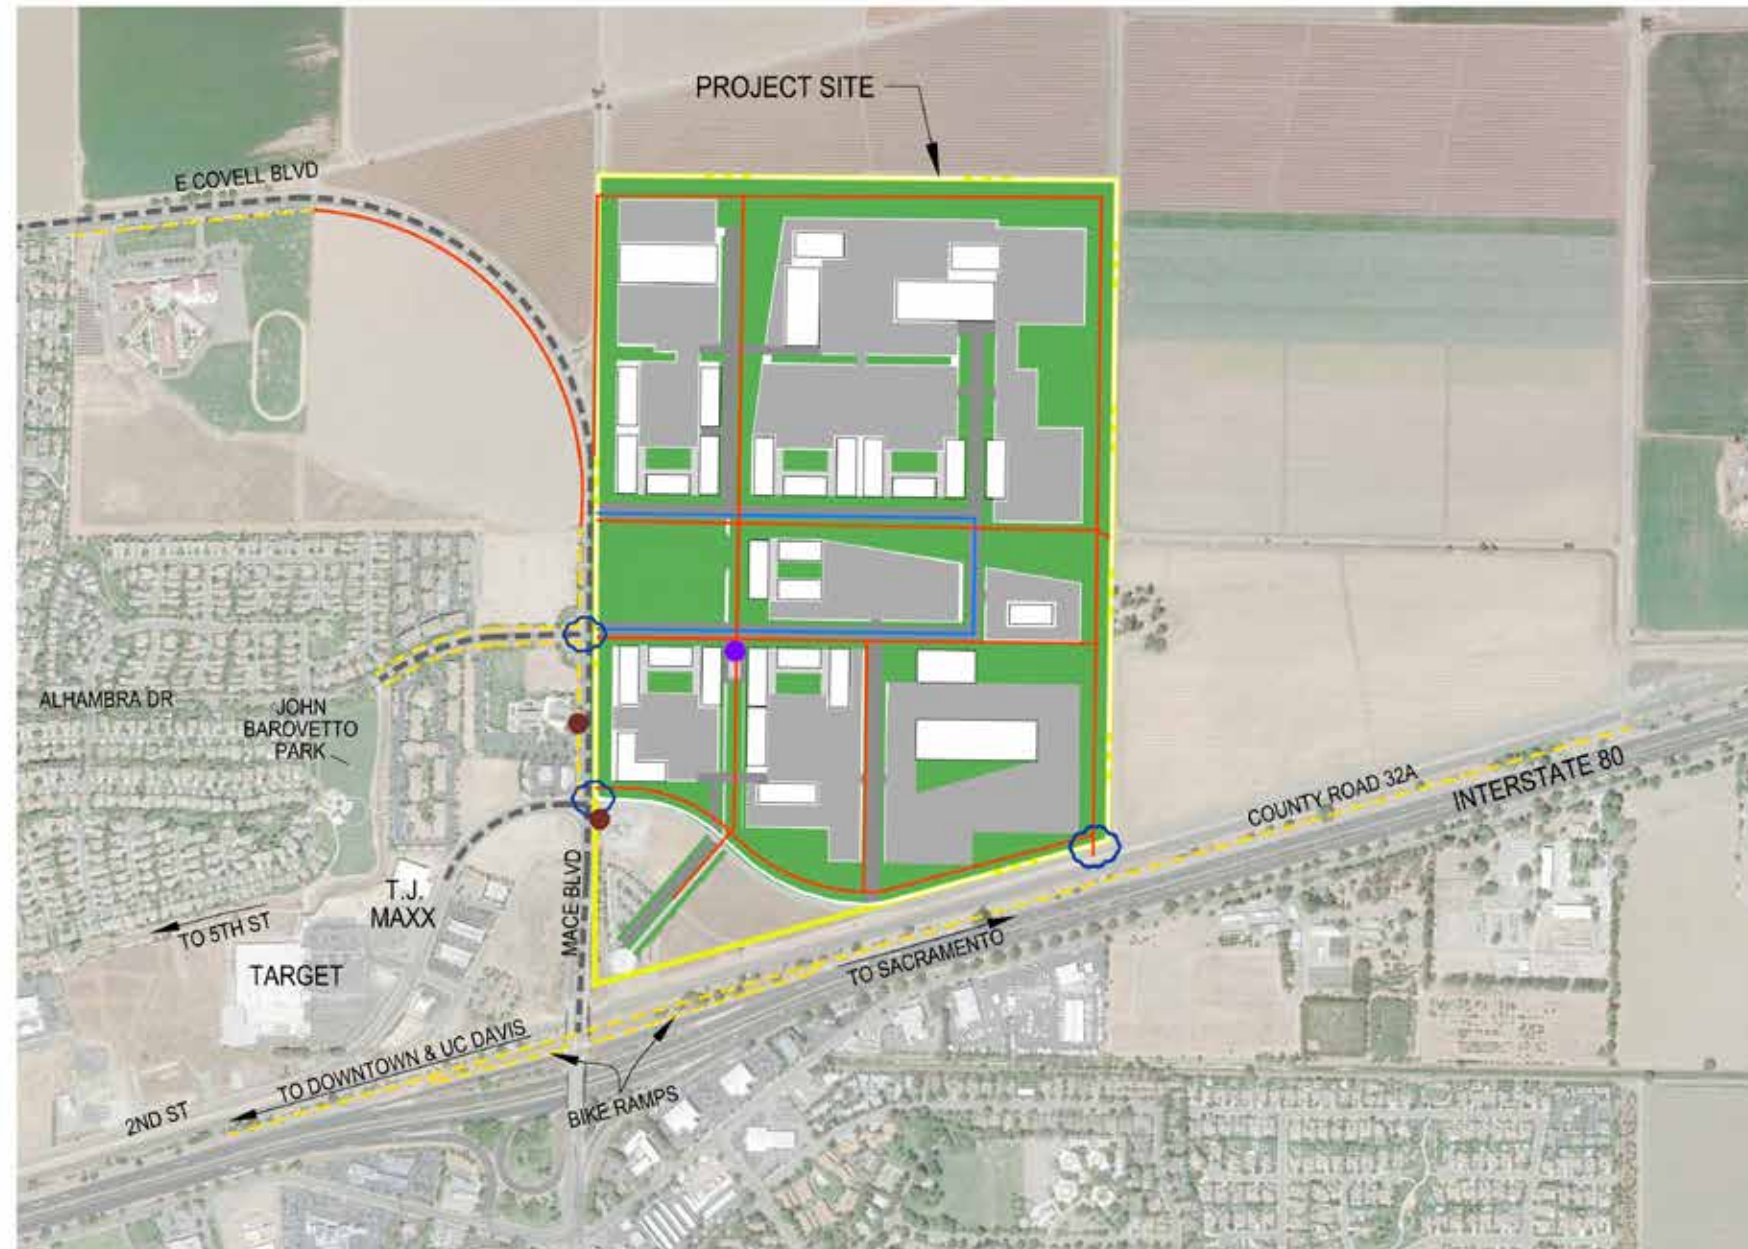 PROJECT SITE
E COVELL BLVD
ALHAMBRA DR
JOHN
BAROVETTO
PARK
T.J.
MAXX
MACE BLVD
TO 5TH ST
TARGET
COUNTY ROAD 32A
INTERSTATE 80
TO SACRAMENTO
TO DOWNTOWN & UC DAVIS
2ND ST
BIKE RAMPS